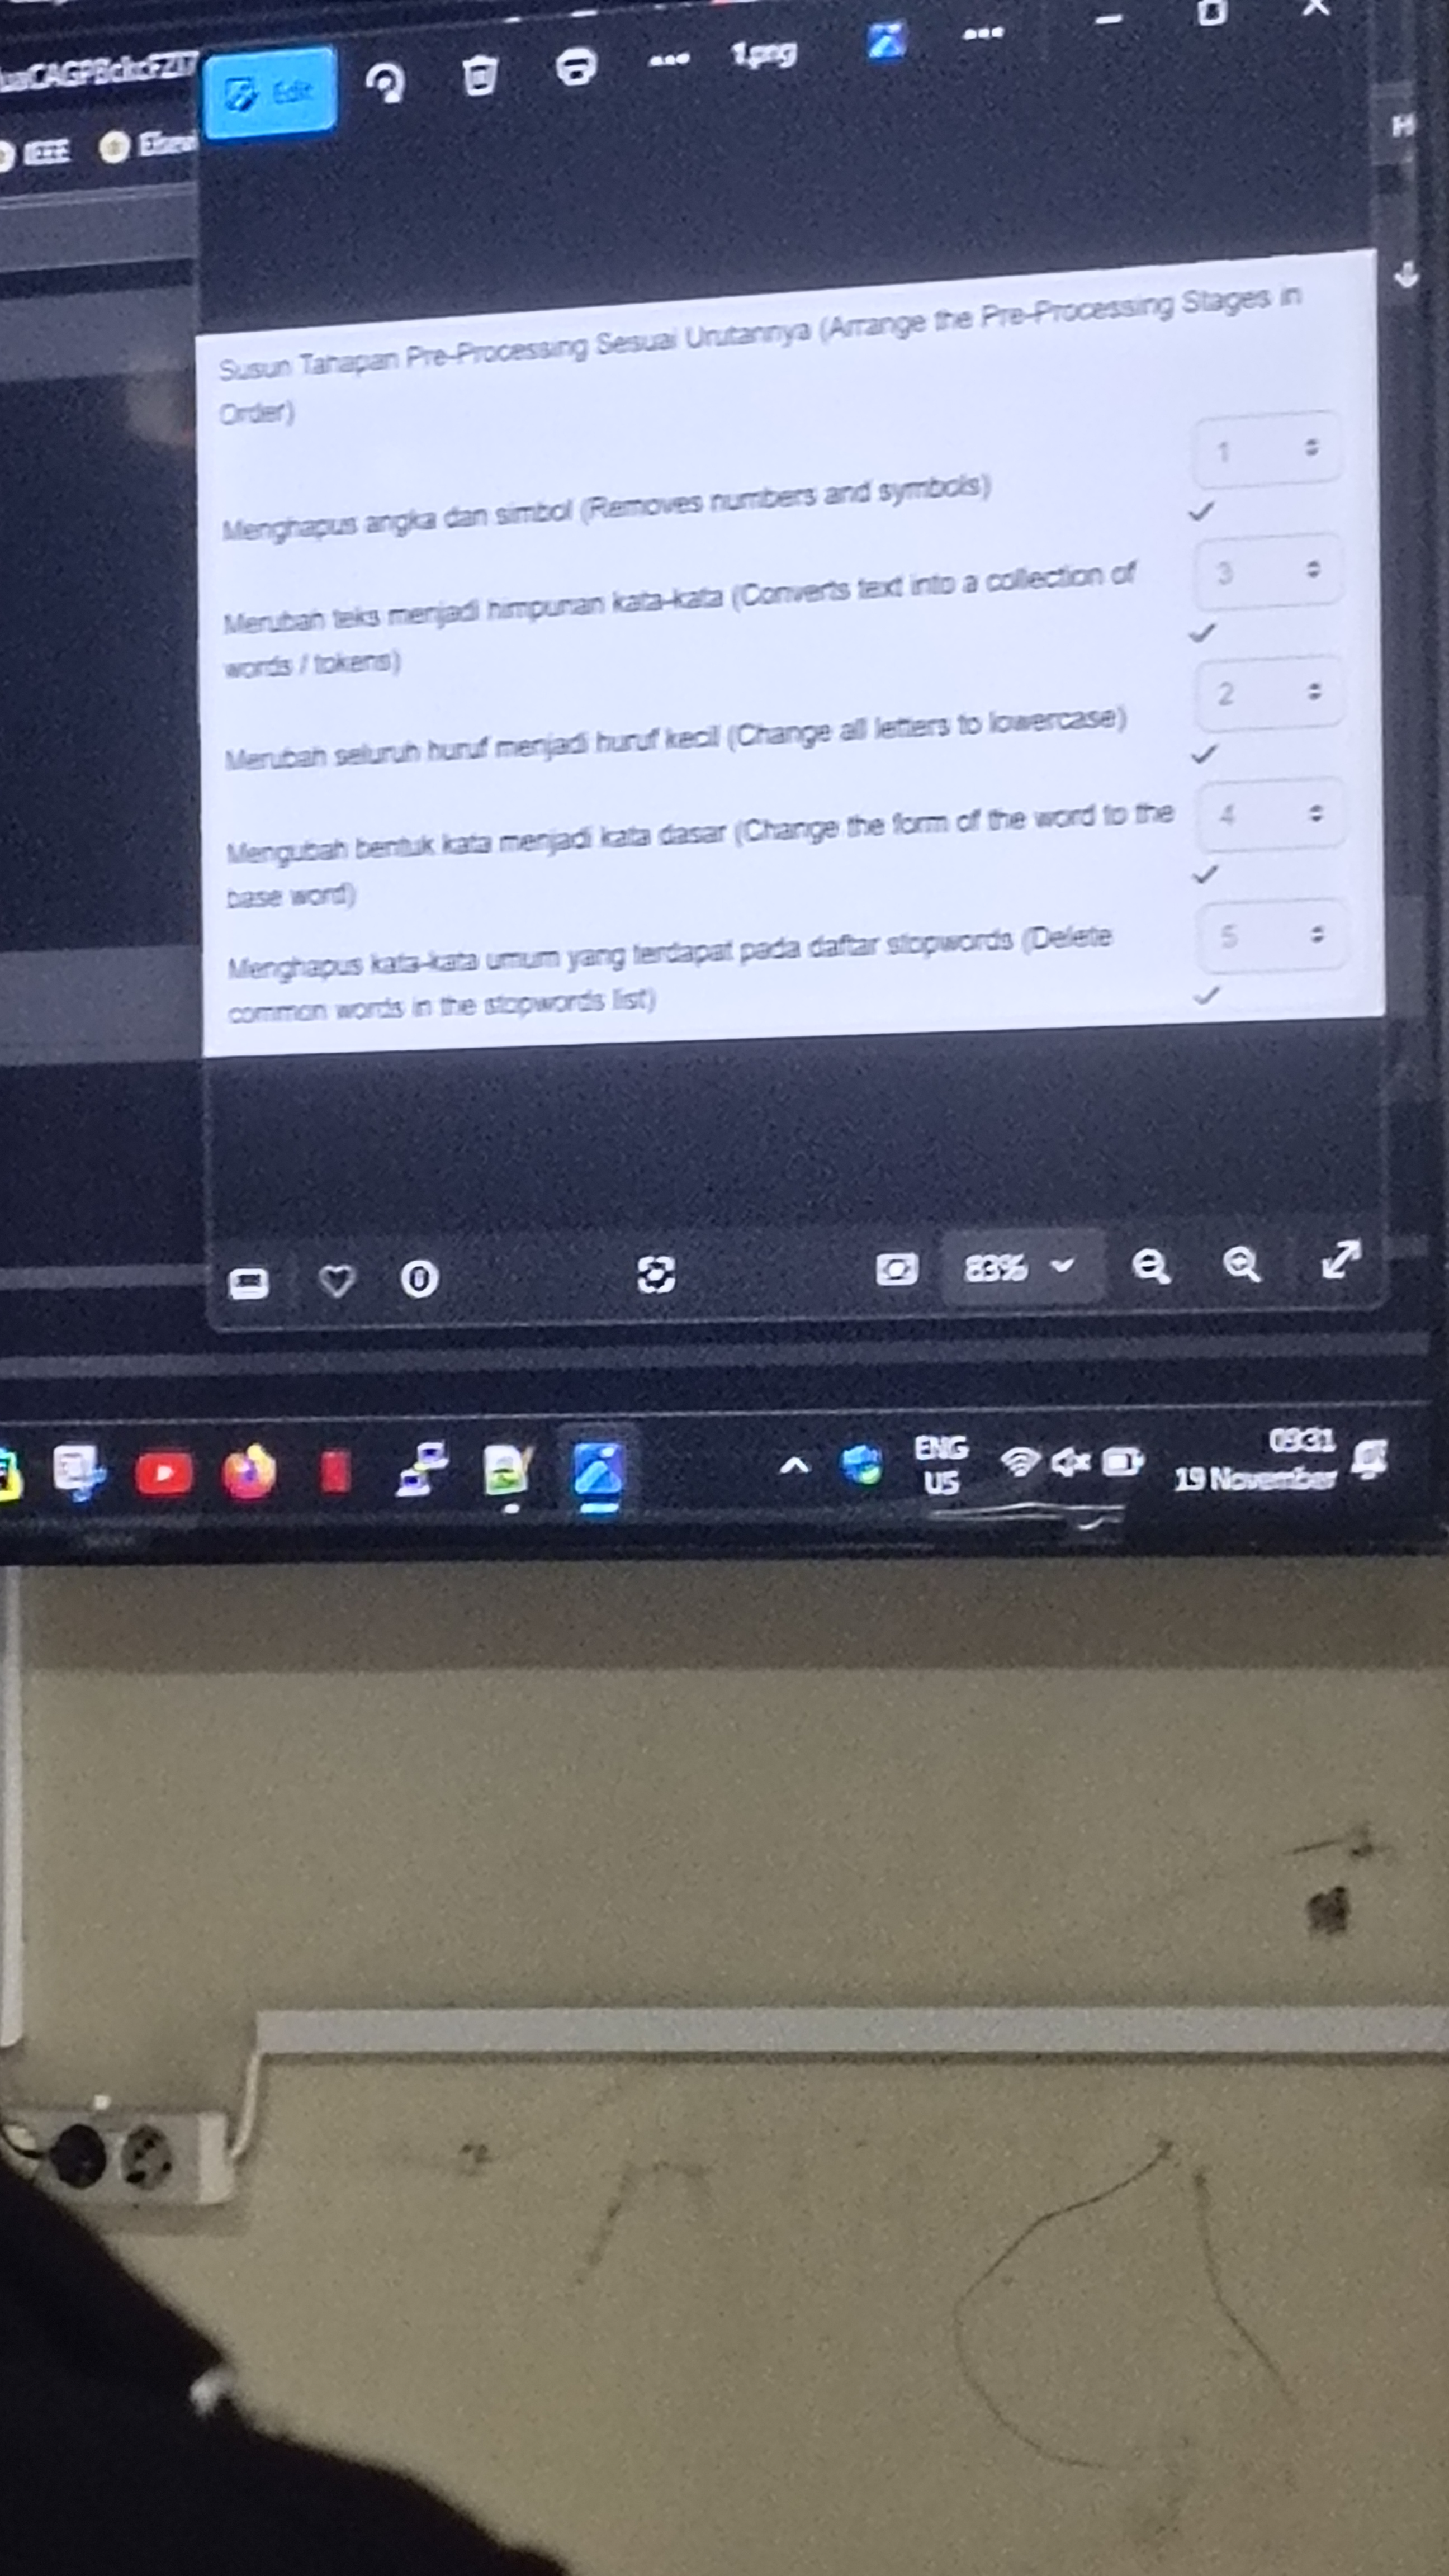 1.png
Edit
IEEE
Susun Tahapan Pre-Processing Sesuai Urutannya (Arrange the Pre-Processing Stages in
Order)
1
Menghapus angka dan simbol (Removes numbers and symbols)
3
Merubah teks menjadi himpunan kata-kata (Converts text into a collection of
words / tokens)
2
Merubah seluruh huruf menjadi huruf kecil (Change all letters to lowercase)
4
Mengubah bentuk kata menjadi kata dasar (Change the form of the word to the
base word)
5
Menghapus kata-kata umum yang terdapat pada daftar stopwords (Delete
common words in the stopwords list)
83%
ENG
US
09:31
19 November